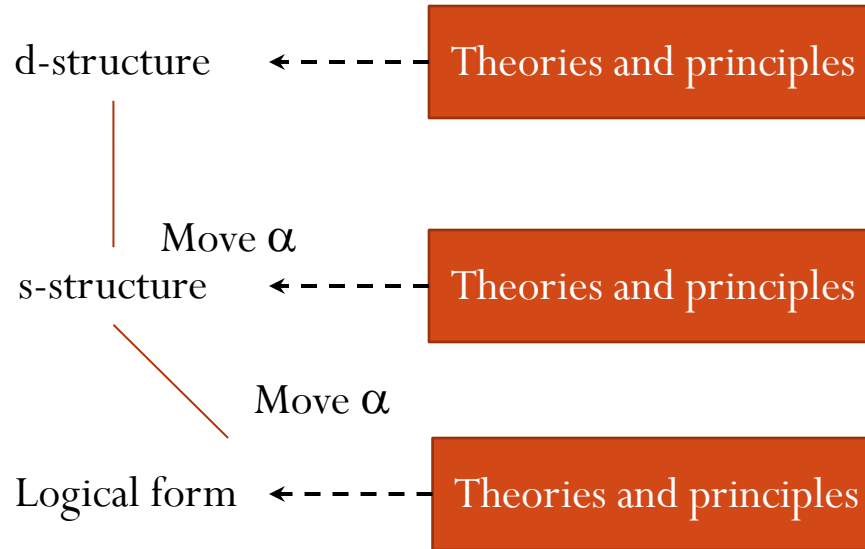 d-structure
Theories and principles
Move α
s-structure
Theories and principles
Move α
Logical form
Theories and principles